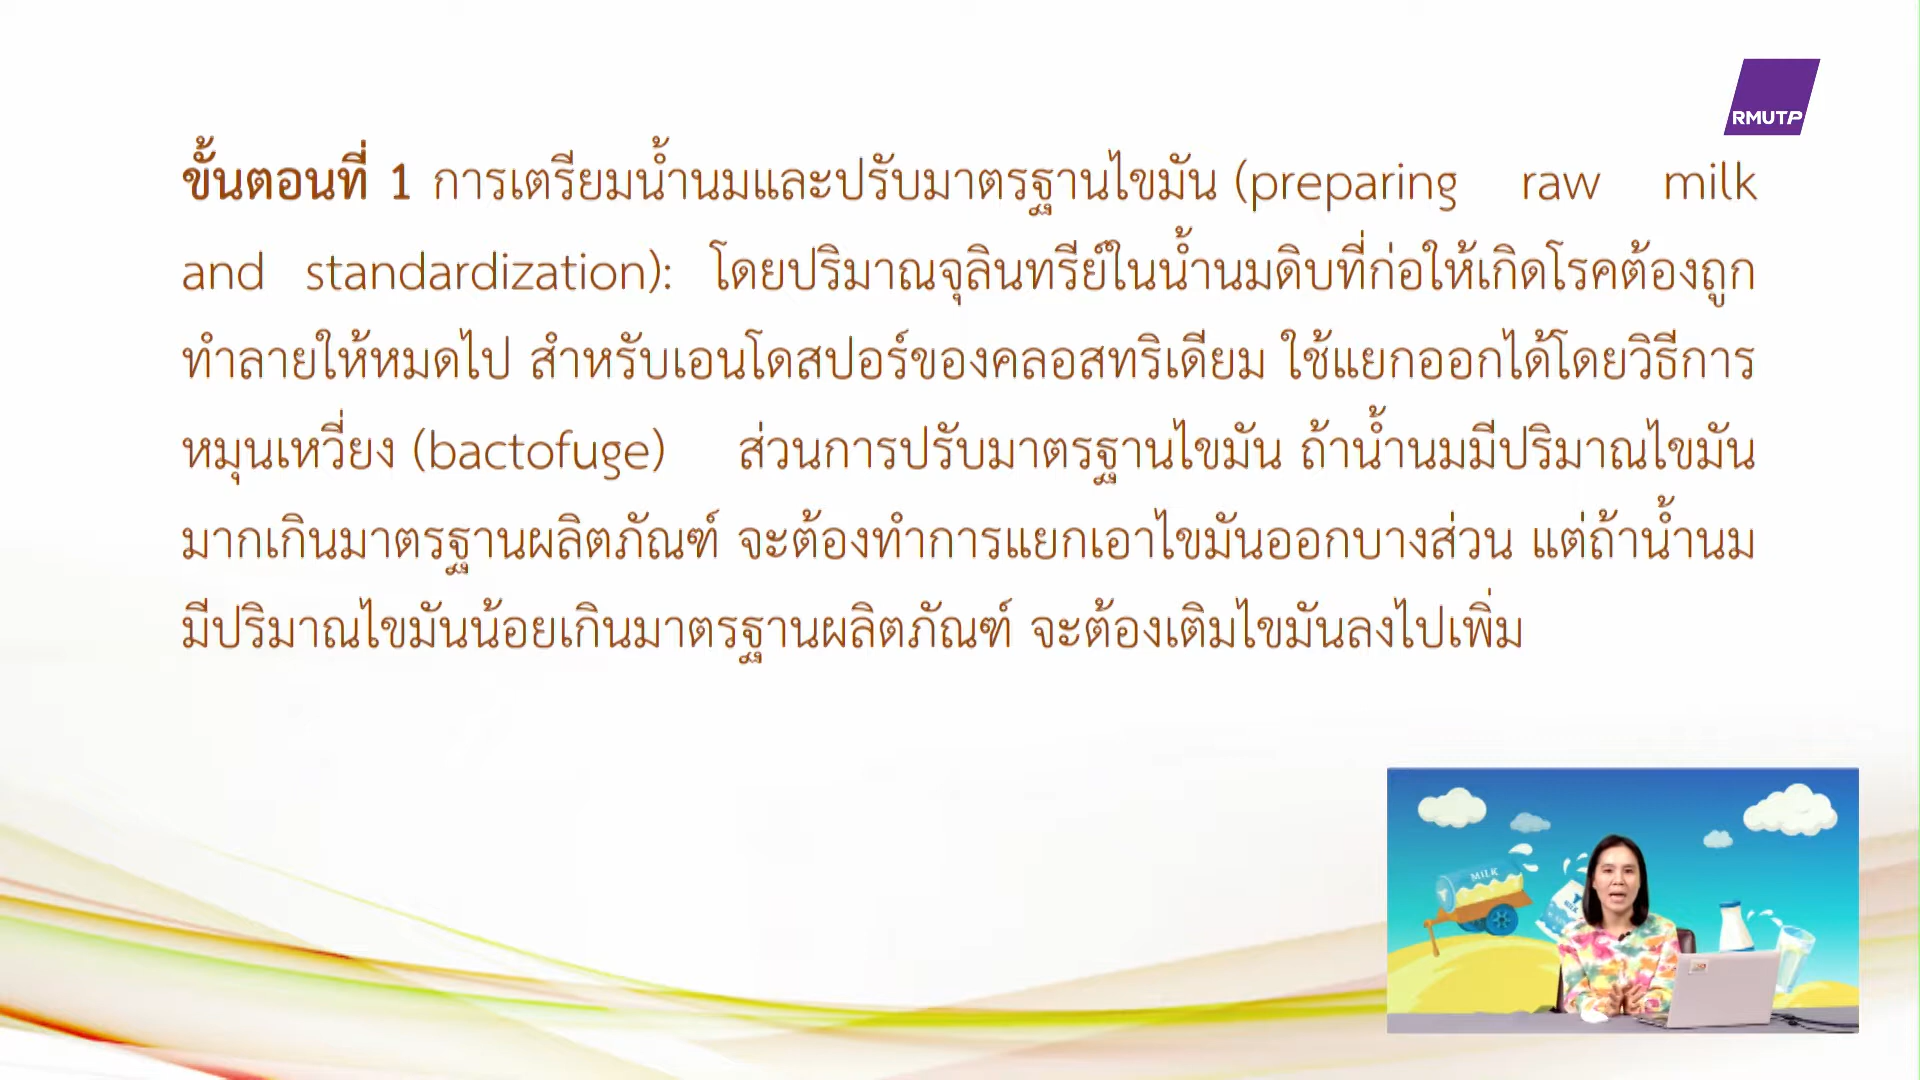 RMUTP
ขั้นตอนที่ 1 การเตรียมน้ำนมและปรับมาตรฐานไขมัน (preparing raw milk
and standardization): โดยปริมาณจุลินทรีย์ในน้ำนมดิบที่ก่อให้เกิดโรคต้องถูก
ทำลายให้หมดไป สำหรับเอนโดสปอร์ของคลอสทริเดียม ใช้แยกออกได้โดยวิธีการ
หมุนเหวี่ยง (bactofuge) ส่วนการปรับมาตรฐานไขมัน ถ้าน้ำนมมีปริมาณไขมัน
มากเกินมาตรฐานผลิตภัณฑ์ จะต้องทำการแยกเอาไขมันออกบางส่วน แต่ถ้าน้ำนม
มีปริมาณไขมันน้อยเกินมาตรฐานผลิตภัณฑ์ จะต้องเติมไขมันลงไปเพิ่ม
MILK